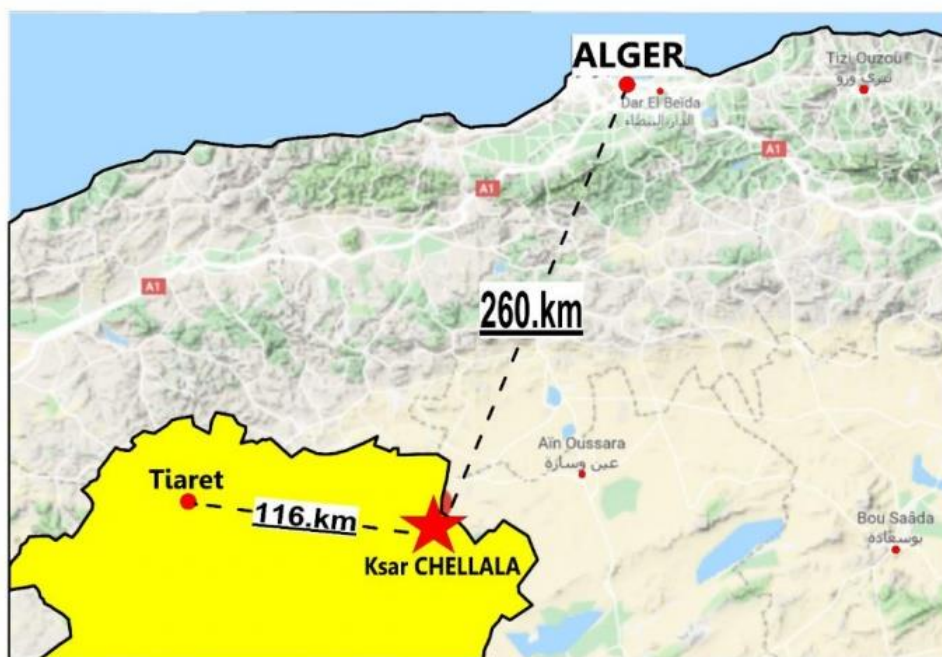 ALGER
Tizi Ouzou
تيزي وزو
Dar El Beïda
الدار البيضاء
A1
A1
A1
260.km
Aïn Oussara
عين وسارة
Tiaret
116.km
Bou Saâda
بوسعادة
Ksar CHELLALA